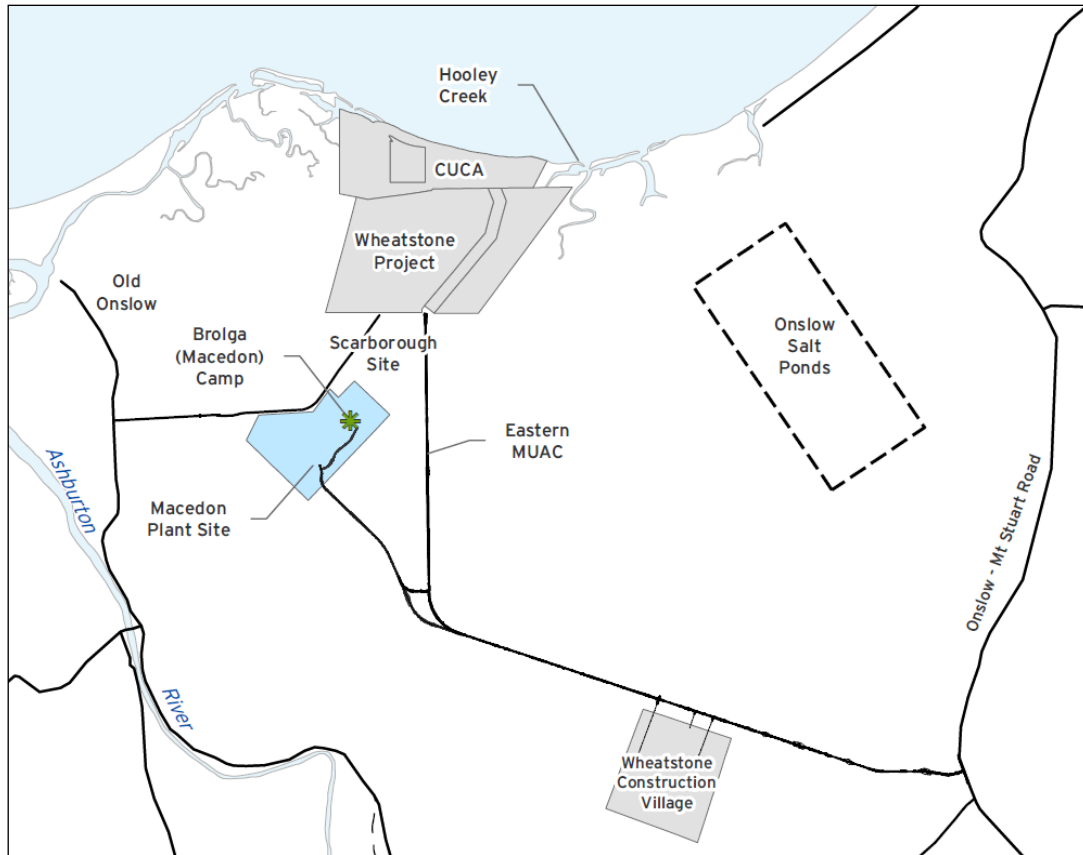 Hooley
Creek
CUCA
Wheatstone
Project
Old
Onslow
Brolga
(Macedon)
Camp
Scarborough
Site
Onslow
Salt
Ponds
Eastern
MUAC
Ashburton
Macedon
Plant Site
Onslow - Mt Stuart Road
River
Wheatstone
Construction
Village